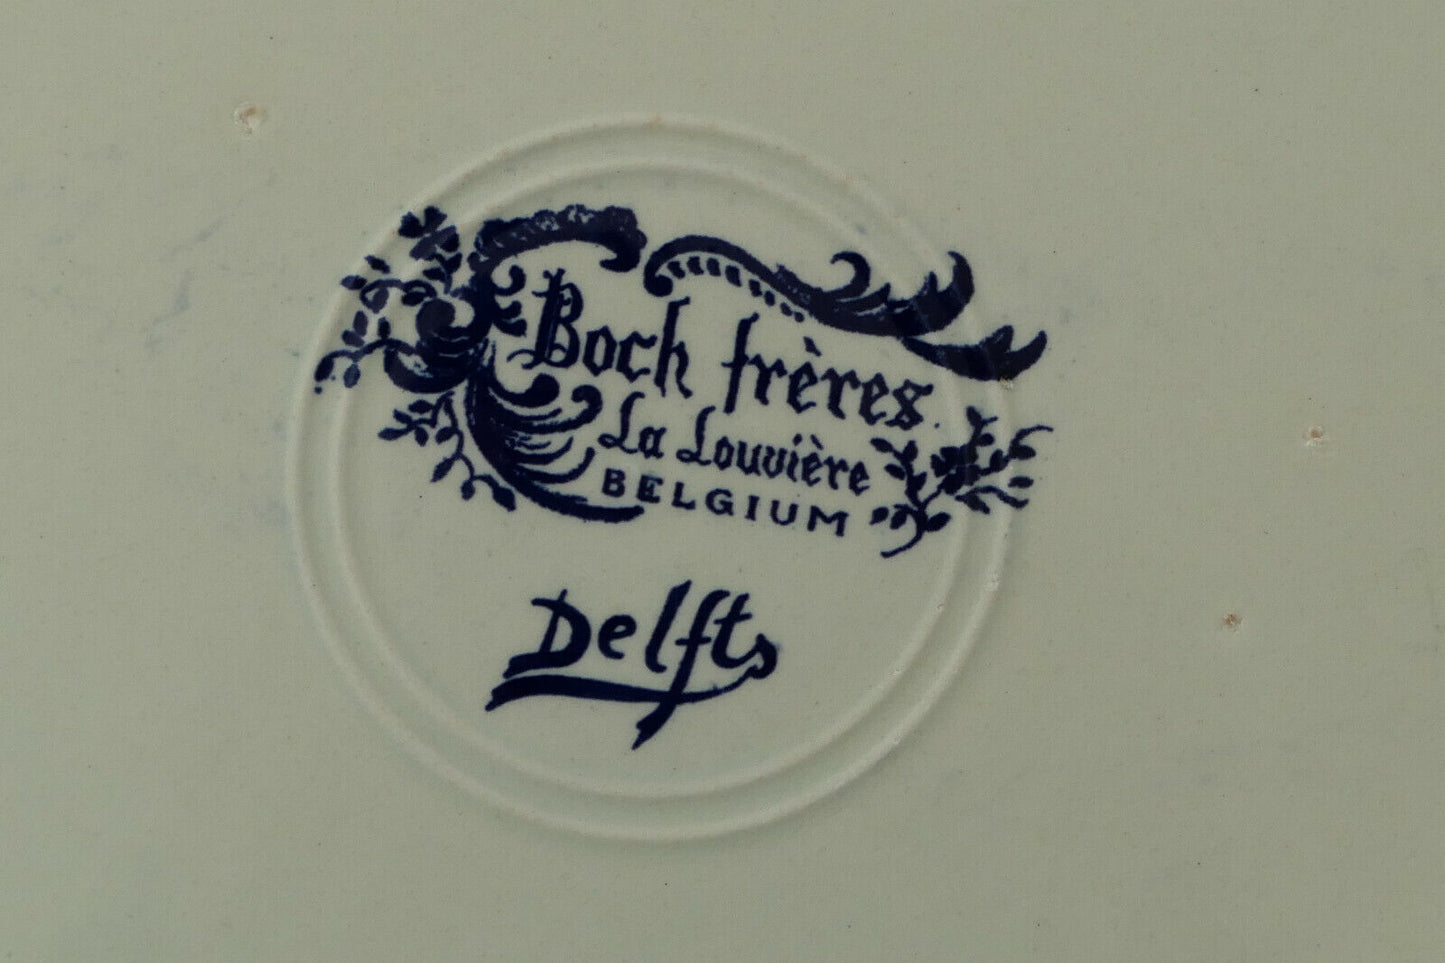 Boch frères.
La Louvière
BELGIUM
Delfts